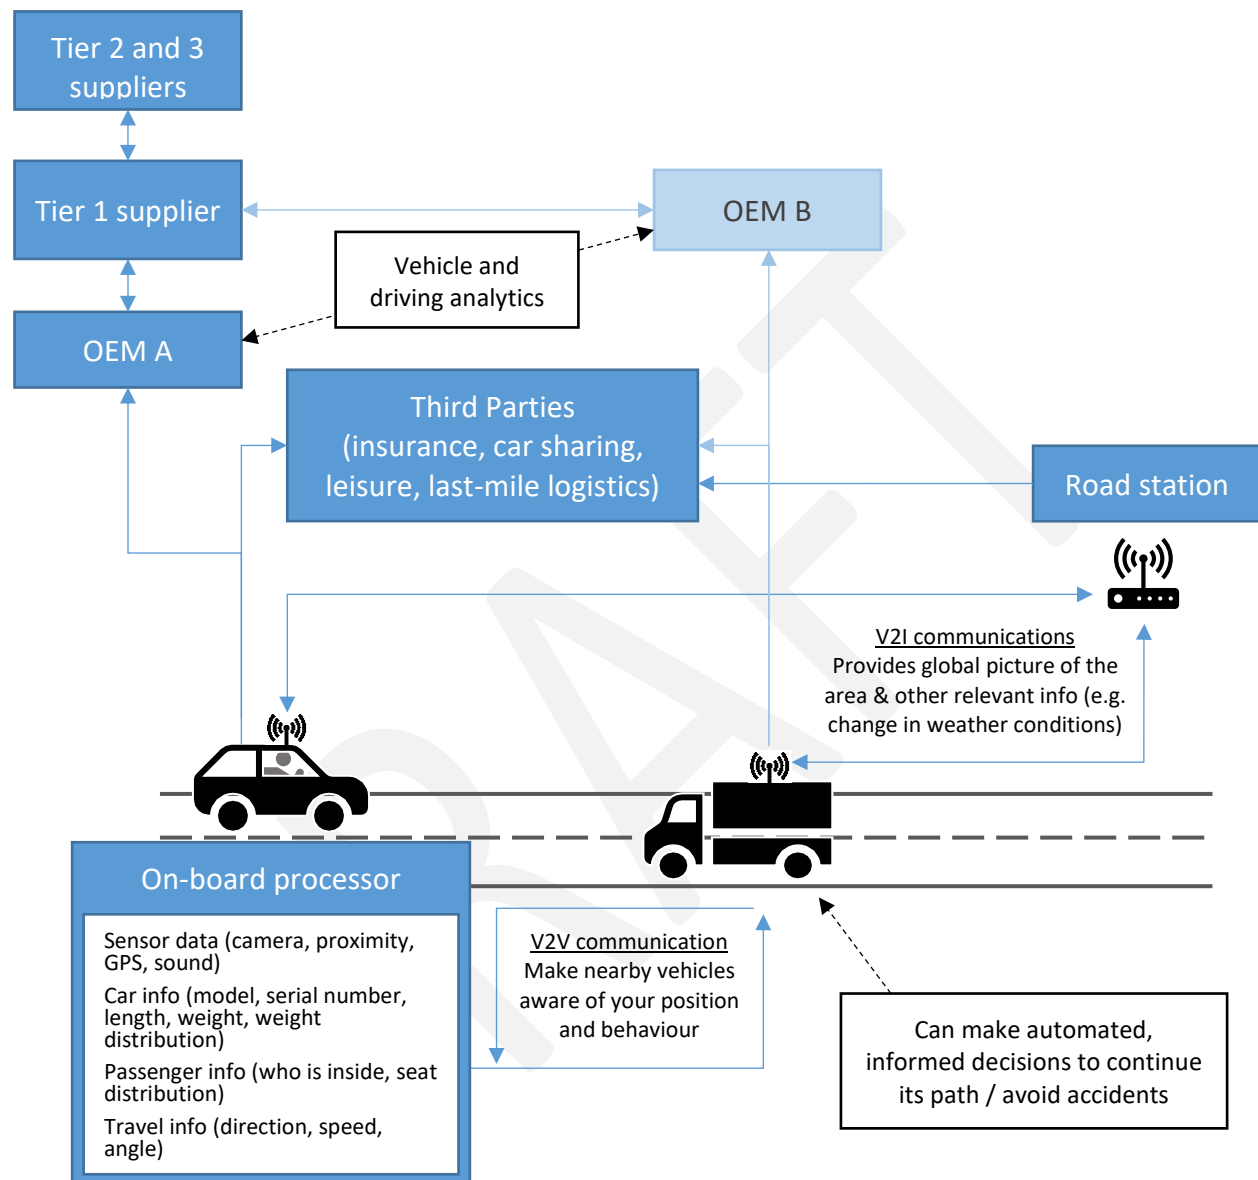 Tier 2 and 3
suppliers
Tier 1 supplier
OEM B
Vehicle and
driving analytics
OEM A
Third Parties
(insurance, car sharing,
leisure, last-mile logistics)
Road station
V2I communications
Provides global picture of the
area & other relevant info (e.g.
change in weather conditions)
On-board processor
Sensor data (camera, proximity,
GPS, sound)
Car info (model, serial number,
length, weight, weight
distribution)
Passenger info (who is inside, seat
distribution)
Travel info (direction, speed,
angle)
V2V communication
Make nearby vehicles
aware of your position
and behaviour
Can make automated,
informed decisions to continue
its path / avoid accidents
RAFT